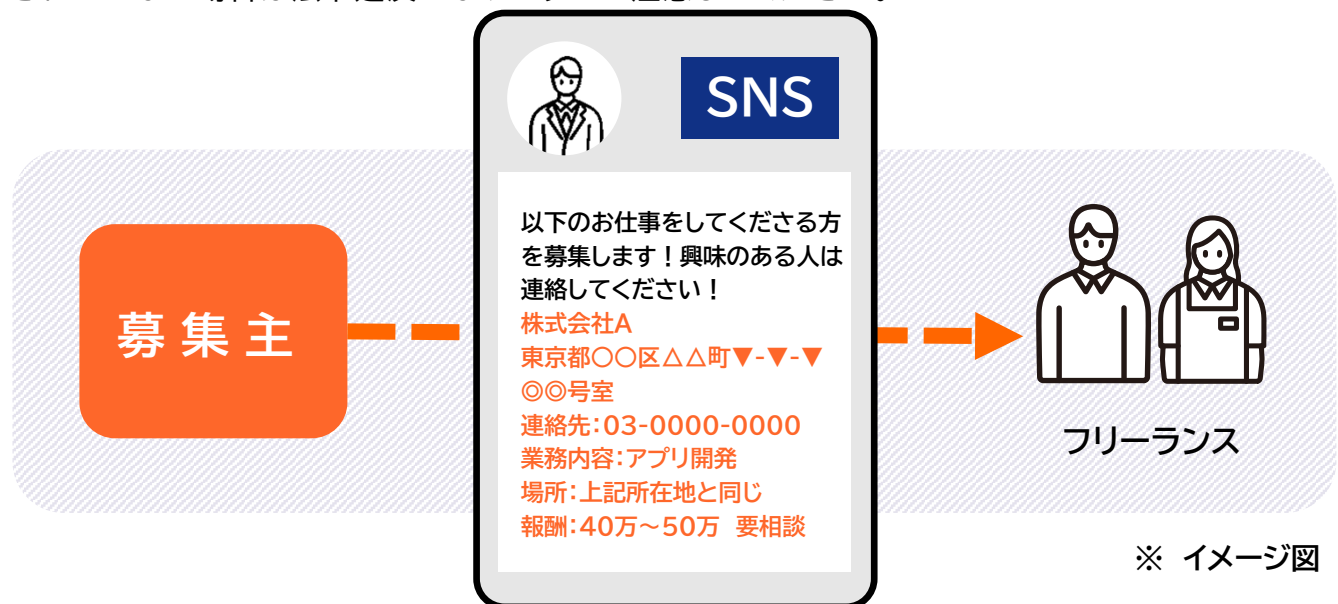 SNS
以下のお仕事をしてくださる方
を募集します！興味のある人は
連絡してください！
株式会社A
東京都〇〇区△△町▼-▼-▼
◎◎号室
連絡先：03-0000-0000
業務内容：アプリ開発
場所：上記所在地と同じ
報酬：40万～50万 要相談
募集主
フリーランス
※ イメージ図